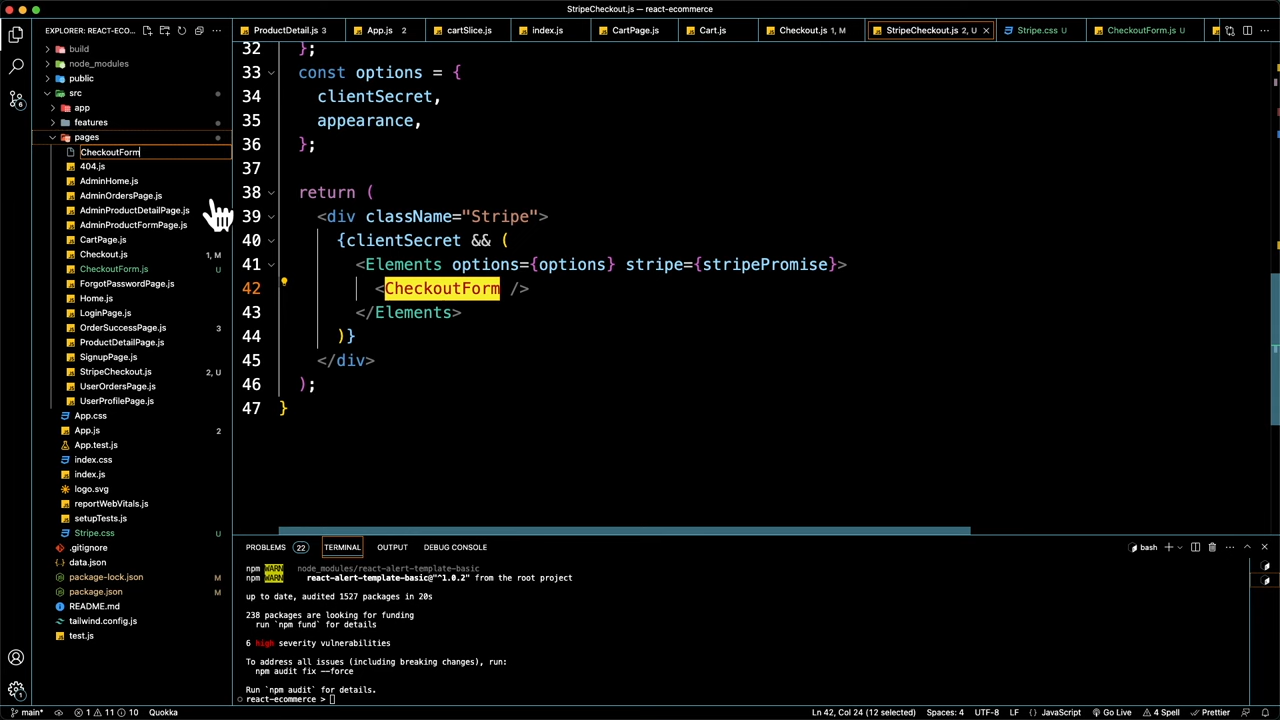 StripeCheckout.js — react-ecommerce
EXPLORER: REACT-ECO...
ProductDetail.js 3
App.js 2
cartSlice.js
index.js
CartPage.js
Cart.js
Checkout.js 1, M
StripeCheckout.js 2, U
Stripe.css U
CheckoutForm.js U
build
node_modules
public
src
app
features
pages
CheckoutForm
404.js
AdminHome.js
AdminOrdersPage.js
AdminProductDetailPage.js
AdminProductFormPage.js
CartPage.js
Checkout.js 1, M
CheckoutForm.js U
ForgotPasswordPage.js
Home.js
LoginPage.js
OrderSuccessPage.js 3
ProductDetailPage.js
SignupPage.js
StripeCheckout.js 2, U
UserOrdersPage.js
UserProfilePage.js
App.css
App.js 2
App.test.js
index.css
index.js
logo.svg
reportWebVitals.js
setupTests.js
Stripe.css U
.gitignore
data.json
package-lock.json M
package.json M
README.md
tailwind.config.js
test.js
32 };
33 const options = {
34 clientSecret,
35 appearance,
36 };
37
38 return (
39 <div className="Stripe">
40 {clientSecret && (
41 <Elements options={options} stripe={stripePromise}>
42 <CheckoutForm />
43 </Elements>
44 )}
45 </div>
46 );
47 }
PROBLEMS 22 TERMINAL OUTPUT DEBUG CONSOLE
bash
npm WARN node_modules/react-alert-template-basic
npm WARN react-alert-template-basic@"^1.0.2" from the root project
up to date, audited 1527 packages in 20s
238 packages are looking for funding
run `npm fund` for details
6 high severity vulnerabilities
To address all issues (including breaking changes), run:
npm audit fix --force
Run `npm audit` for details.
react-ecommerce >
main* 1 11 10 Quokka
Ln 42, Col 24 (12 selected) Spaces: 4 UTF-8 LF { } JavaScript Go Live 4 Spell Prettier